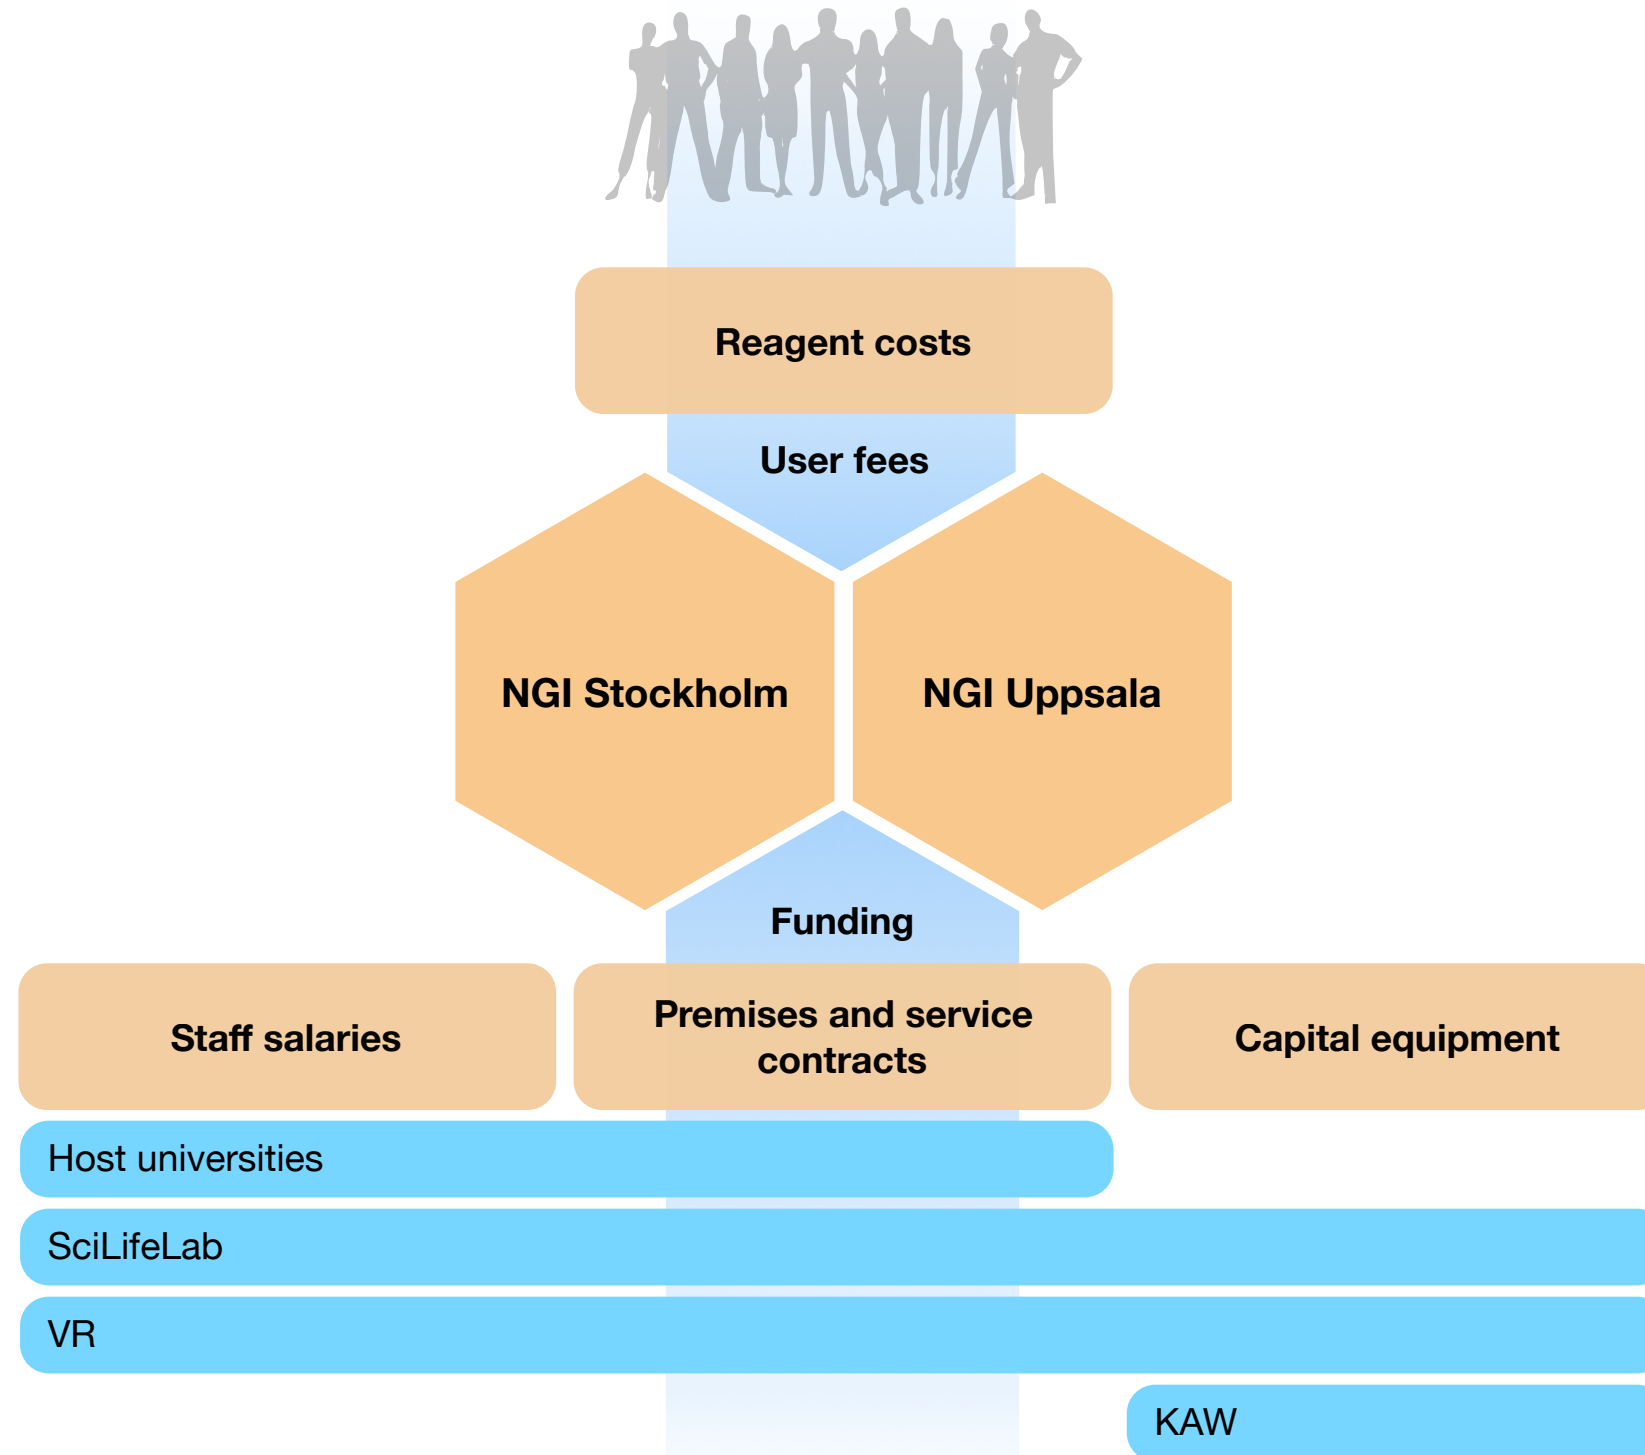 Reagent costs
User fees
NGI Stockholm
NGI Uppsala
Funding
Staff salaries
Premises and service
contracts
Capital equipment
Host universities
SciLifeLab
VR
KAW